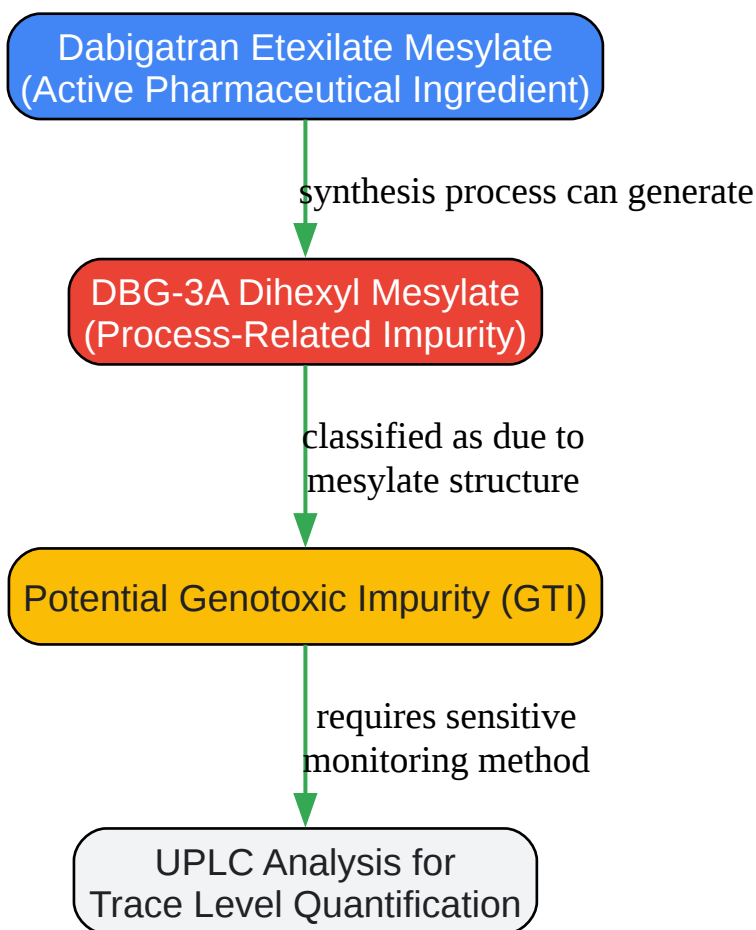 Dabigatran Etexilate Mesylate
(Active Pharmaceutical Ingredient)
synthesis process can generate
DBG-3A Dihexyl Mesylate
(Process-Related Impurity)
classified as due to
mesylate structure
Potential Genotoxic Impurity (GTI)
requires sensitive
monitoring method
UPLC Analysis for
Trace Level Quantification